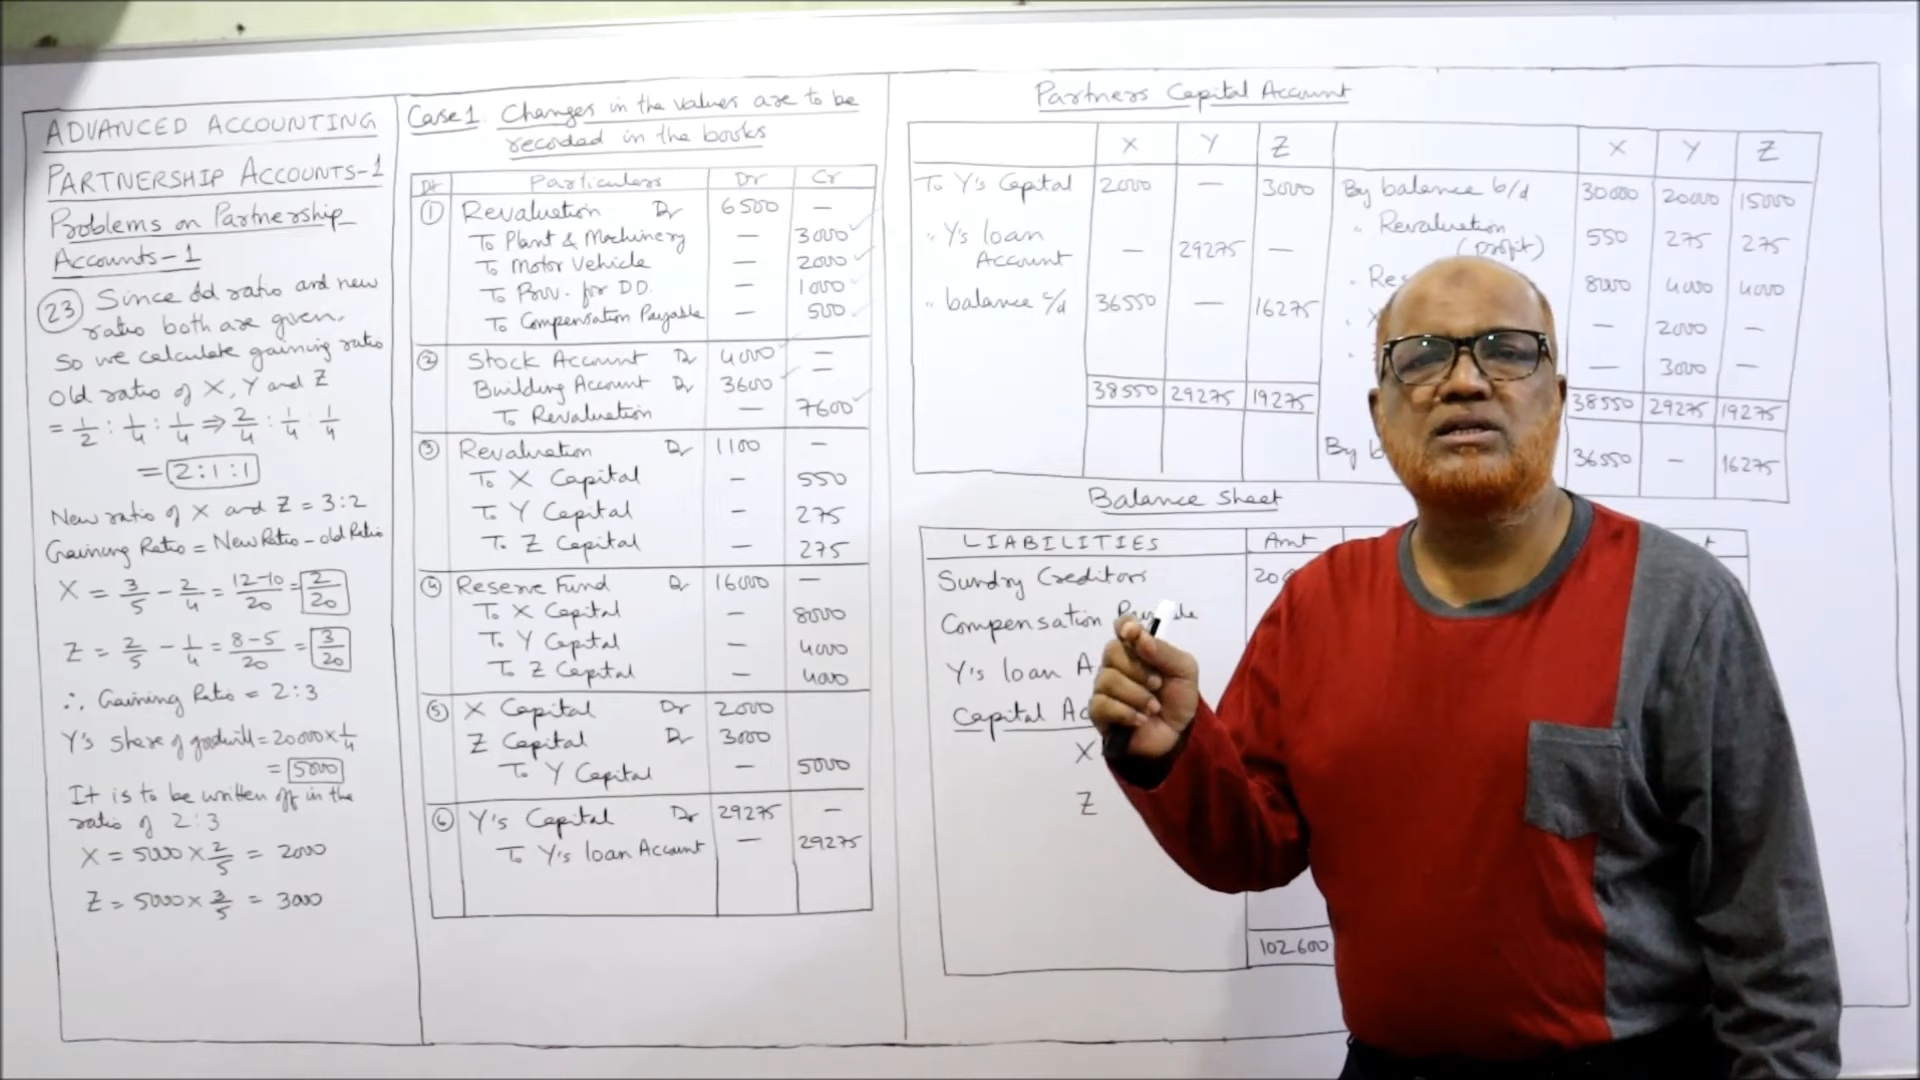 ADVANCED ACCOUNTING
PARTNERSHIP ACCOUNTS-1
Problems on Partnership
Accounts-1
(23) Since old ratio and new
ratio both are given.
So we calculate gaining ratio
Old ratio of X, Y and Z
= 1/2 : 1/4 : 1/4 ⇒ 2/4 : 1/4 : 1/4
= 2:1:1
New ratio of X and Z = 3:2
Gaining Ratio = New Ratio - old Ratio
X = 3/5 - 2/4 = 12-10/20 = 2/20
Z = 2/5 - 1/4 = 8-5/20 = 3/20
∴ Gaining Ratio = 2:3
Y's Share of goodwill = 20000 × 1/4
= 5000
It is to be written off in the
ratio of 2:3
X = 5000 × 2/5 = 2000
Z = 5000 × 3/5 = 3000
Case 1. Changes in the values are to be
recorded in the books
Dt Particulars Dr Cr
① Revaluation Dr 6500 —
To Plant & Machinery — 3000
To Motor Vehicle — 2000
To Prov. for D.D. — 1000
To Compensation Payable — 500
② Stock Account Dr 4000 —
Building Account Dr 3600 —
To Revaluation — 7600
③ Revaluation Dr 1100 —
To X Capital — 550
To Y Capital — 275
To Z Capital — 275
④ Reserve Fund Dr 16000 —
To X Capital — 8000
To Y Capital — 4000
To Z Capital — 4000
⑤ X Capital Dr 2000
Z Capital Dr 3000
To Y Capital — 5000
⑥ Y's Capital Dr 29275 —
To Y's loan Account — 29275
Partners Capital Account
X Y Z X Y Z
To Y's Capital 2000 — 3000 By balance b/d 30000 20000 15000
" Y's loan Account — 29275 — " Revaluation (profit) 550 275 275
" balance c/d 36550 — 16275 " Res 8000 4000 4000
— 2000 —
— 3000 —
38550 29275 19275 38550 29275 19275
By b 36550 — 16275
Balance Sheet
LIABILITIES Amt
Sundry Creditors
Compensation
Y's loan A
Capital Ac
X
Z
102600